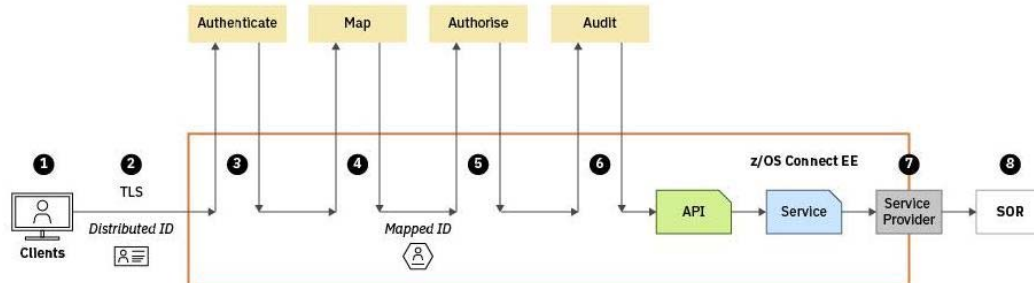 Authenticate
Map
Authorise
Audit
1
2
3
4
5
6
z/OS Connect EE
7
8
TLS
Distributed ID
Clients
Mapped ID
API
Service
Service
Provider
SOR